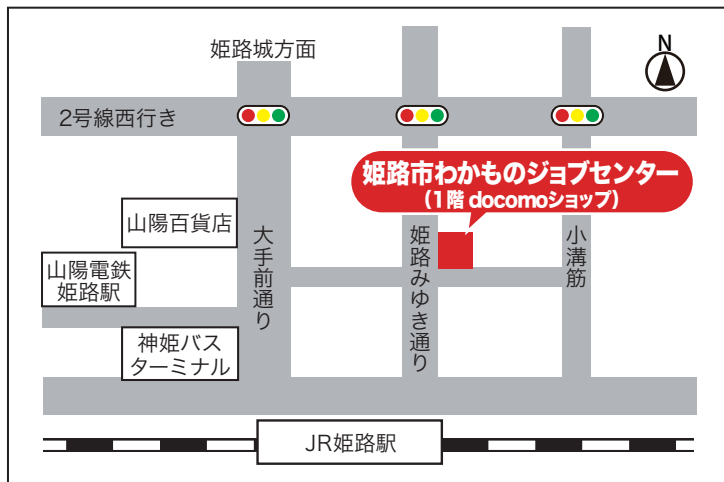 姫路城方面
N
2号線西行き
姫路市わかものジョブセンター
(1階 docomoショップ)
山陽百貨店
大手前通り
姫路みゆき通り
小溝筋
山陽電鉄
姫路駅
神姫バス
ターミナル
JR姫路駅